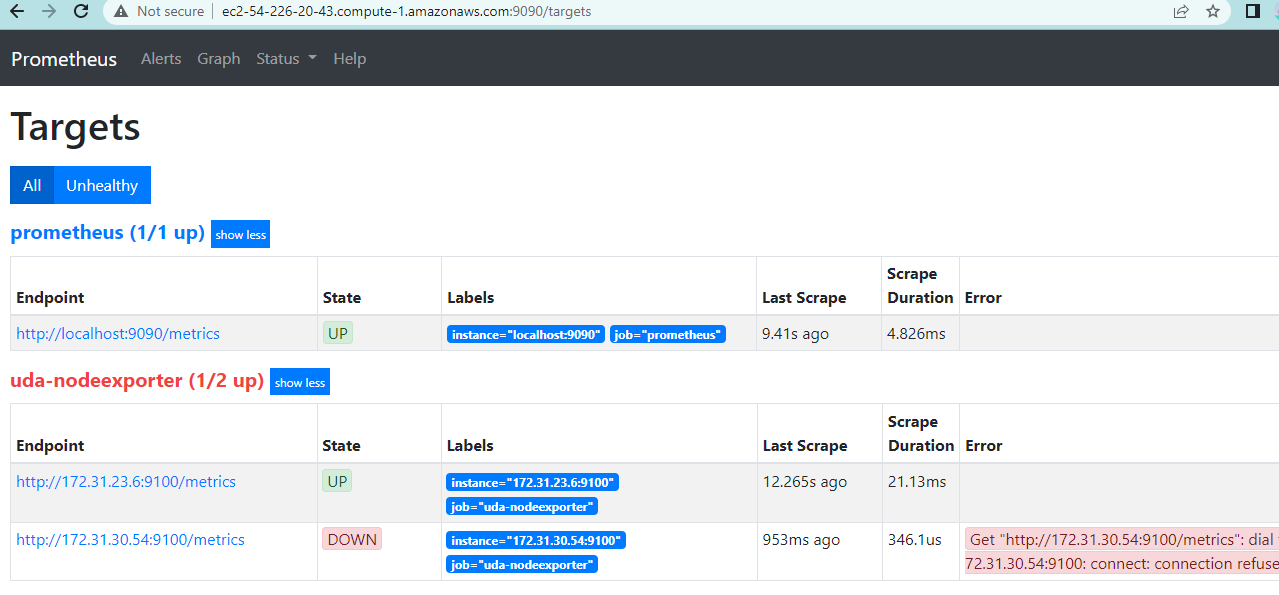 Not secure | ec2-54-226-20-43.compute-1.amazonaws.com:9090/targets
Prometheus Alerts Graph Status Help
Targets
All Unhealthy
prometheus (1/1 up) show less
Endpoint State Labels Last Scrape Scrape Duration Error
http://localhost:9090/metrics UP instance="localhost:9090" job="prometheus" 9.41s ago 4.826ms
uda-nodeexporter (1/2 up) show less
Endpoint State Labels Last Scrape Scrape Duration Error
http://172.31.23.6:9100/metrics UP instance="172.31.23.6:9100" 12.265s ago 21.13ms
job="uda-nodeexporter"
http://172.31.30.54:9100/metrics DOWN instance="172.31.30.54:9100" 953ms ago 346.1us Get "http://172.31.30.54:9100/metrics": dial
job="uda-nodeexporter" 72.31.30.54:9100: connect: connection refuse